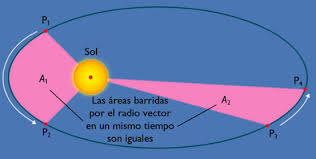 P₁
Sol
A₁
P₄
Las áreas barridas
por el radio vector
en un mismo tiempo
son iguales
A₂
P₂
P₃